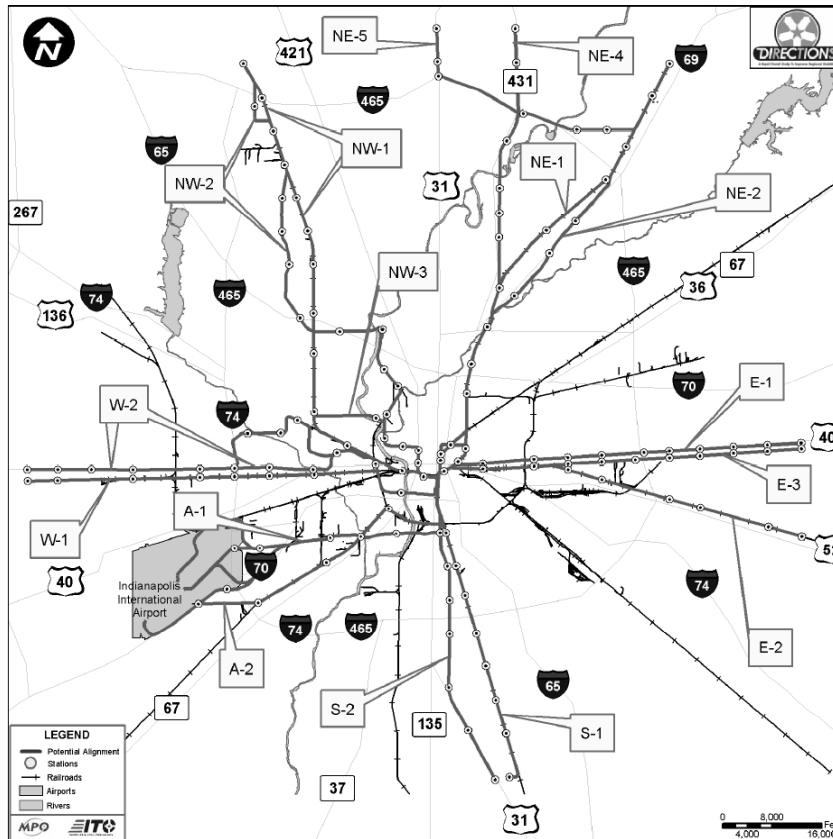 N
421
NE-5
NE-4
431
69
DIRECTIONS
465
65
NW-1
NW-2
31
NE-1
NE-2
267
NW-3
465
67
36
465
74
136
70
E-1
W-2
74
40
E-3
A-1
W-1
40
70
Indianapolis
International
Airport
52
74
74
465
E-2
A-2
67
S-2
135
65
S-1
37
31
LEGEND
Potential Alignment
Stations
Railroads
Airports
Rivers
MPO
0 8,000
4,000 16,000